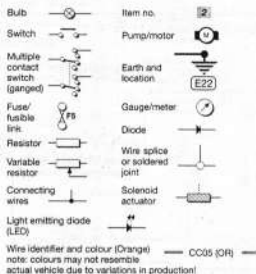 Bulb
Switch
Multiple
contact
switch
(ganged)
Fuse/
fusible
link
F5
Resistor
Variable
resistor
Connecting
wires
Light emitting diode
(LED)
Item no.
2
Pump/motor
M
Earth and
location
E22
Gauge/meter
Diode
Wire splice
or soldered
joint
Solenoid
actuator
Wire identifier and colour (Orange)
note: colours may not resemble
actual vehicle due to variations in production!
CC05 (OR)